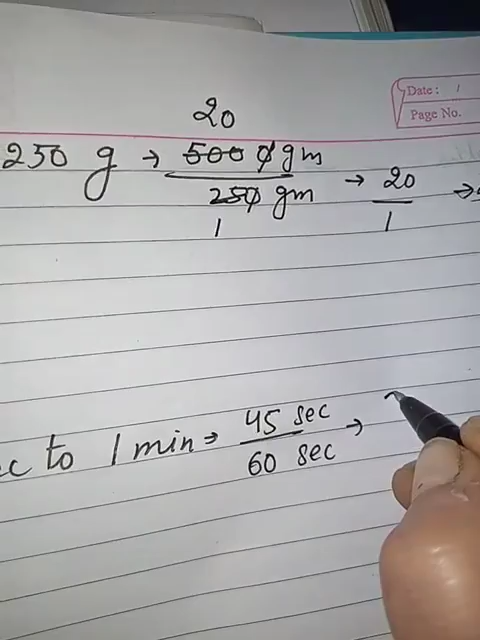 Date : /
Page No.
20
250 g → 5000 gm
250 gm → 20
1 1
ec to 1 min → 45 sec →
60 sec